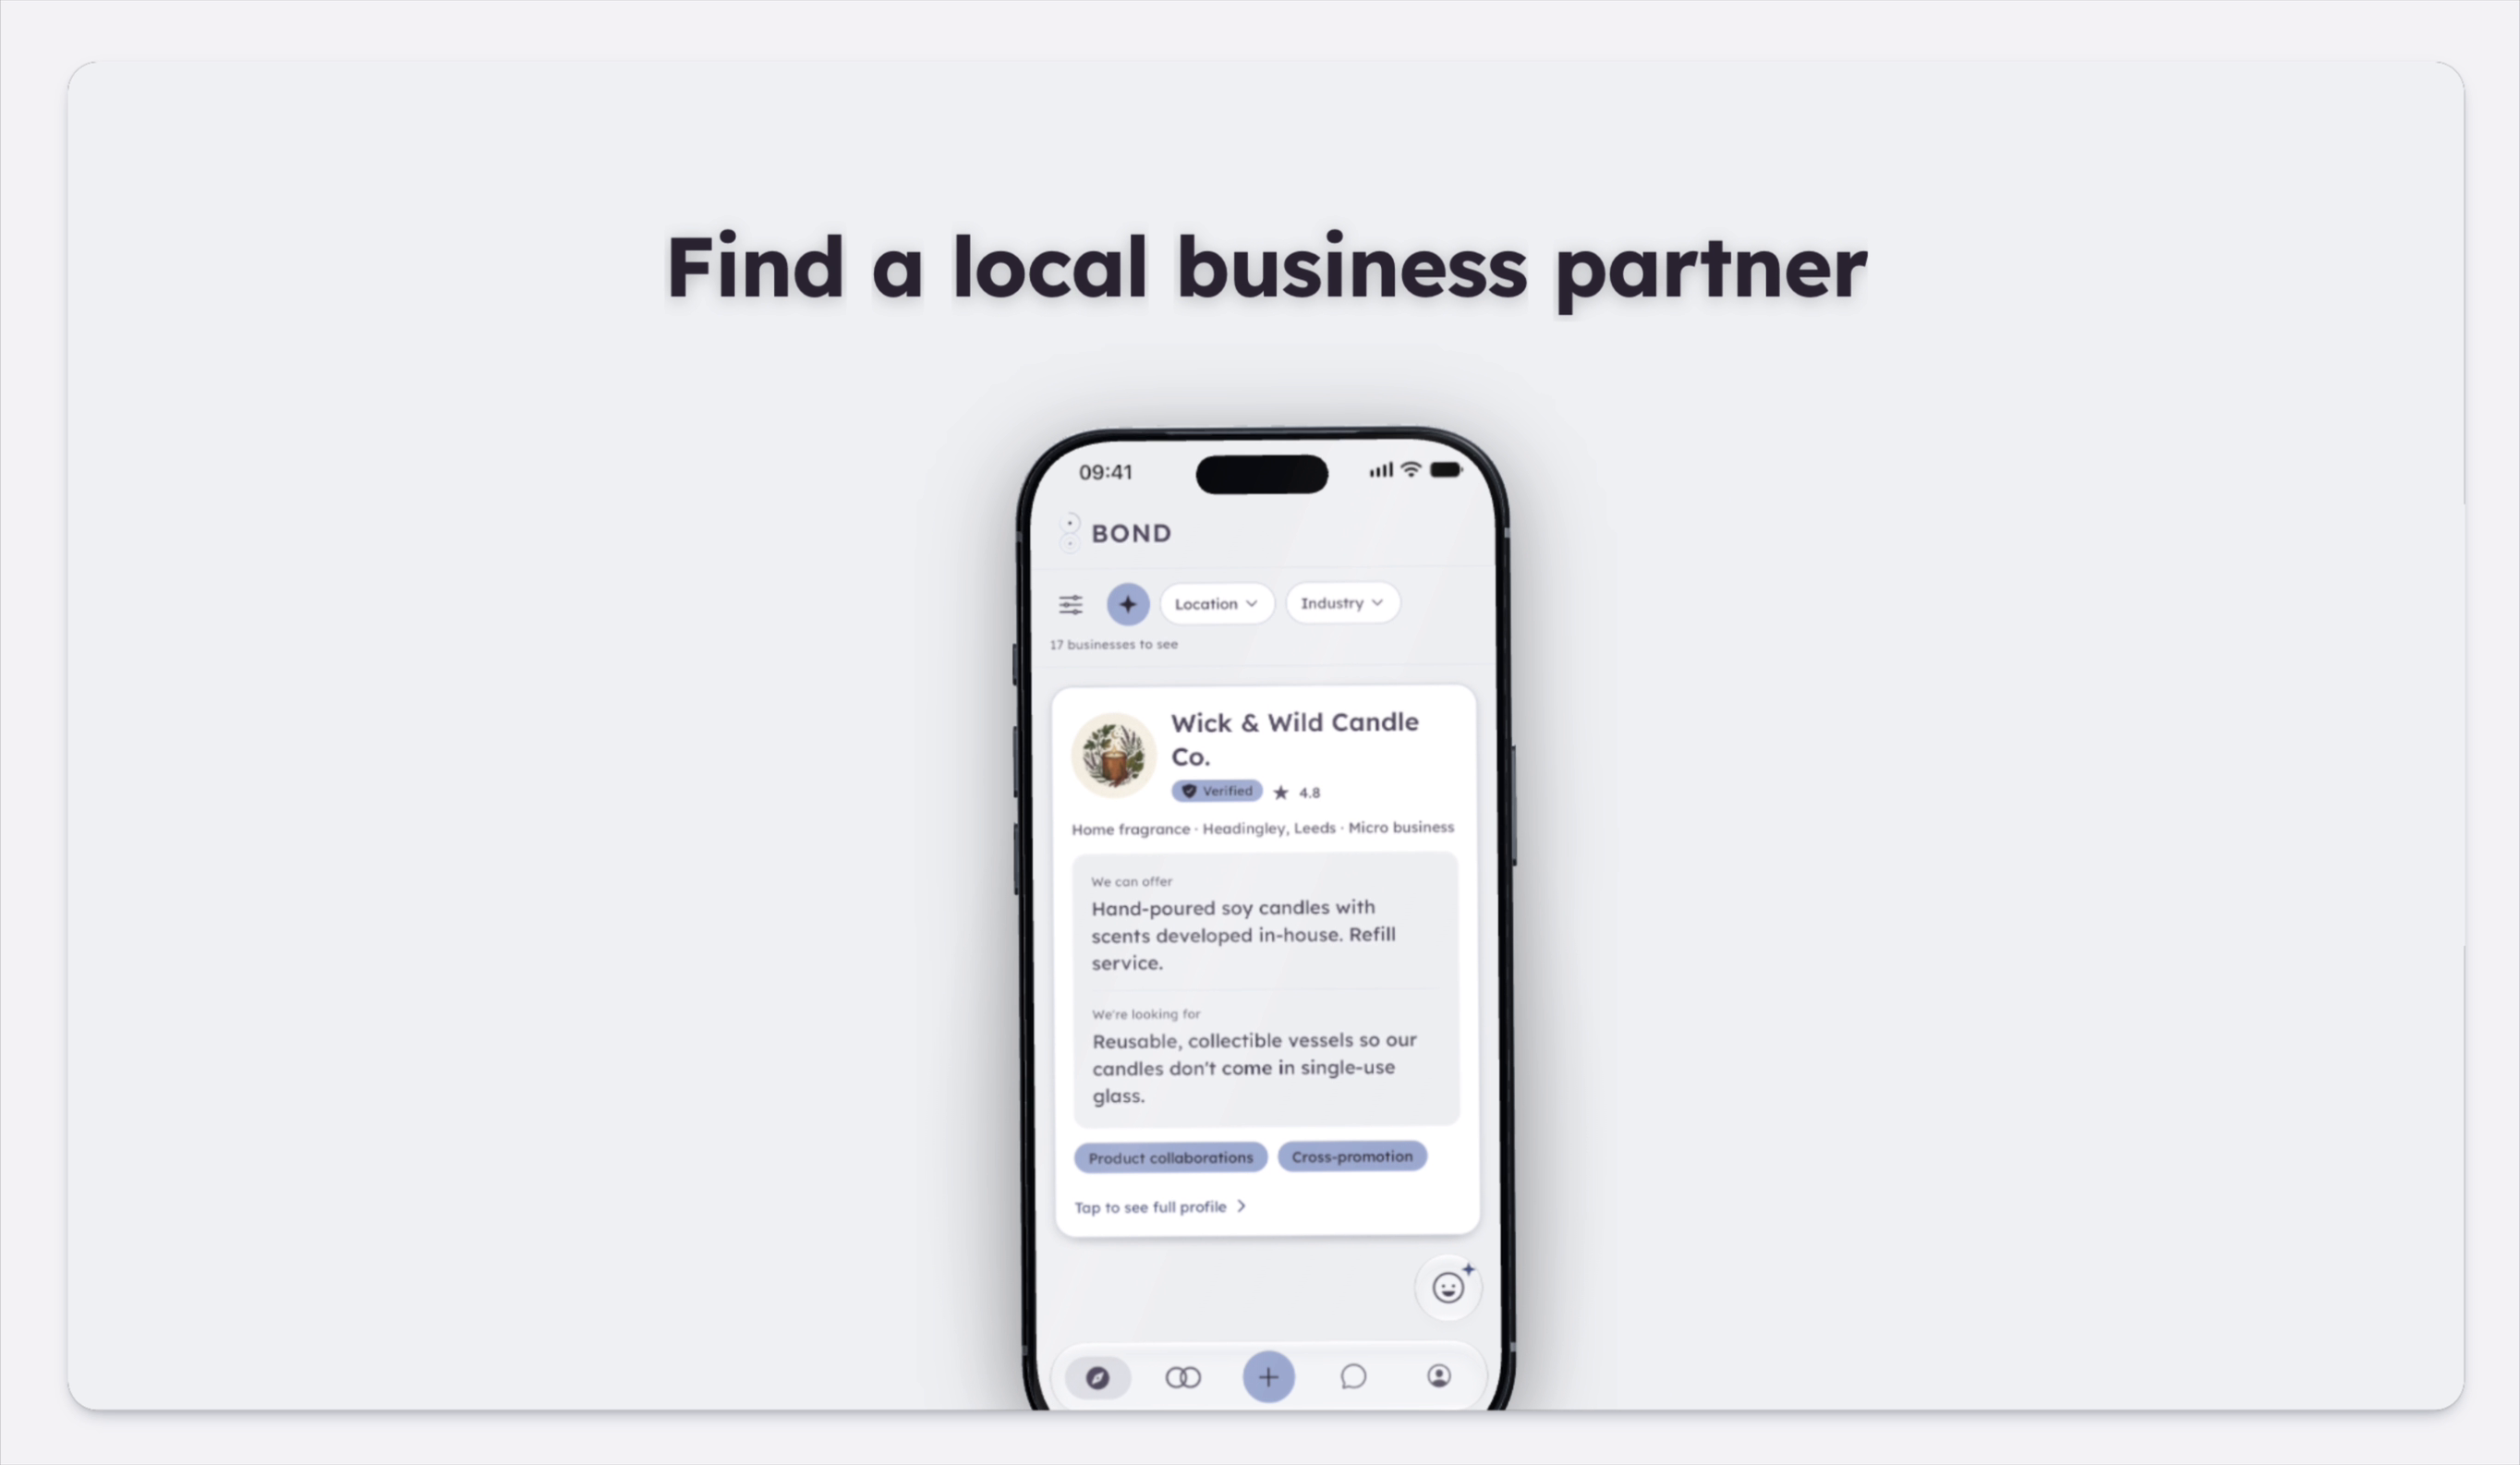 Find a local business partner
09:41
BOND
Location
Industry
17 businesses to see
Wick & Wild Candle
Co.
Verified ★ 4.8
Home fragrance · Headingley, Leeds · Micro business
We can offer
Hand-poured soy candles with
scents developed in-house. Refill
service.
We're looking for
Reusable, collectible vessels so our
candles don't come in single-use
glass.
Product collaborations
Cross-promotion
Tap to see full profile